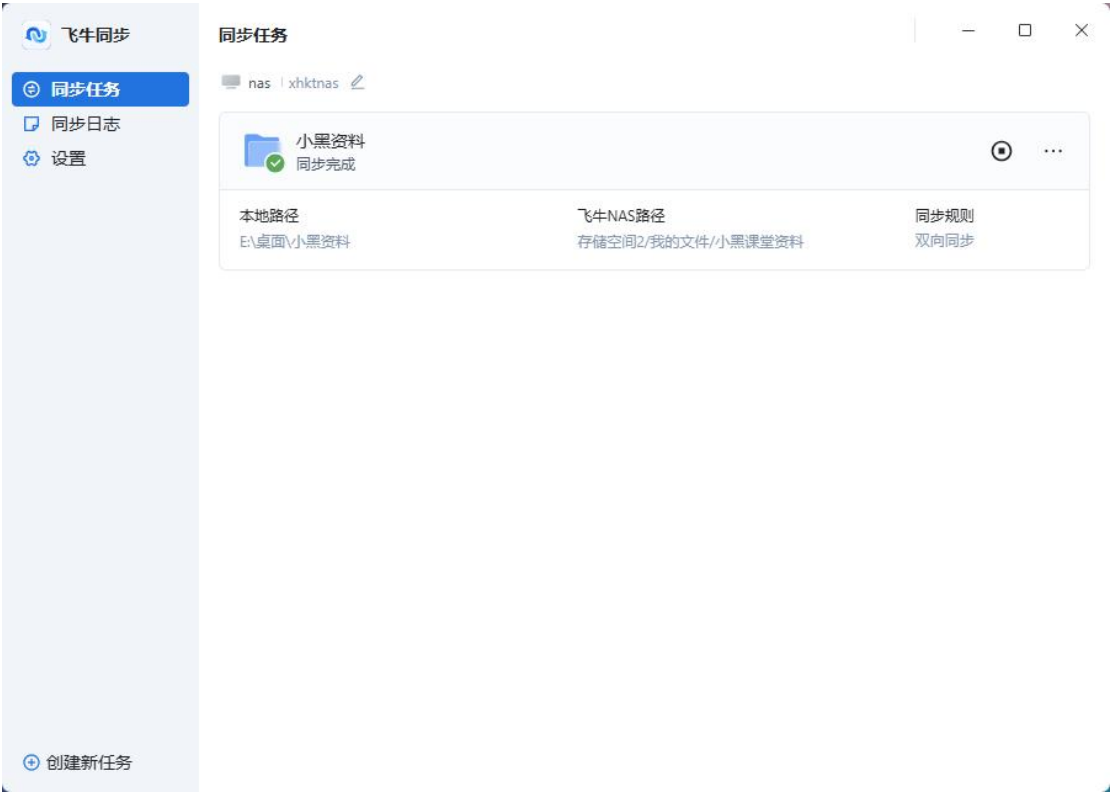 飞牛同步
同步任务
同步任务
同步日志
设置
nas xhktnas
小黑资料
同步完成
本地路径 飞牛NAS路径 同步规则
E:\桌面\小黑资料 存储空间2/我的文件/小黑课堂资料 双向同步
创建新任务